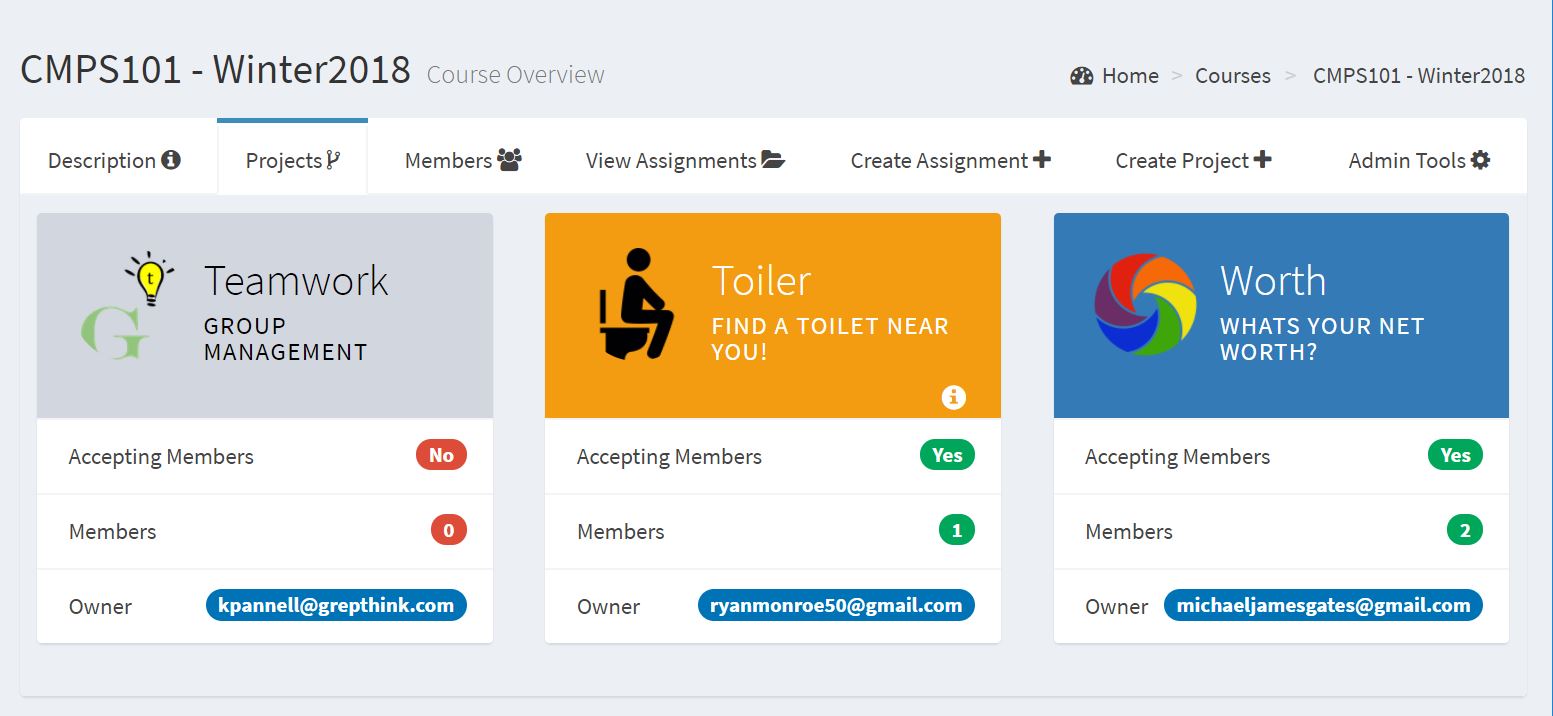 CMPS101 - Winter2018 Course Overview
Home > Courses > CMPS101 - Winter2018
Description Projects Members View Assignments Create Assignment Create Project Admin Tools
t
G
Teamwork
GROUP
MANAGEMENT
Accepting Members No
Members 0
Owner kpannell@grepthink.com
Toiler
FIND A TOILET NEAR
YOU!
Accepting Members Yes
Members 1
Owner ryanmonroe50@gmail.com
Worth
WHATS YOUR NET
WORTH?
Accepting Members Yes
Members 2
Owner michaeljamesgates@gmail.com